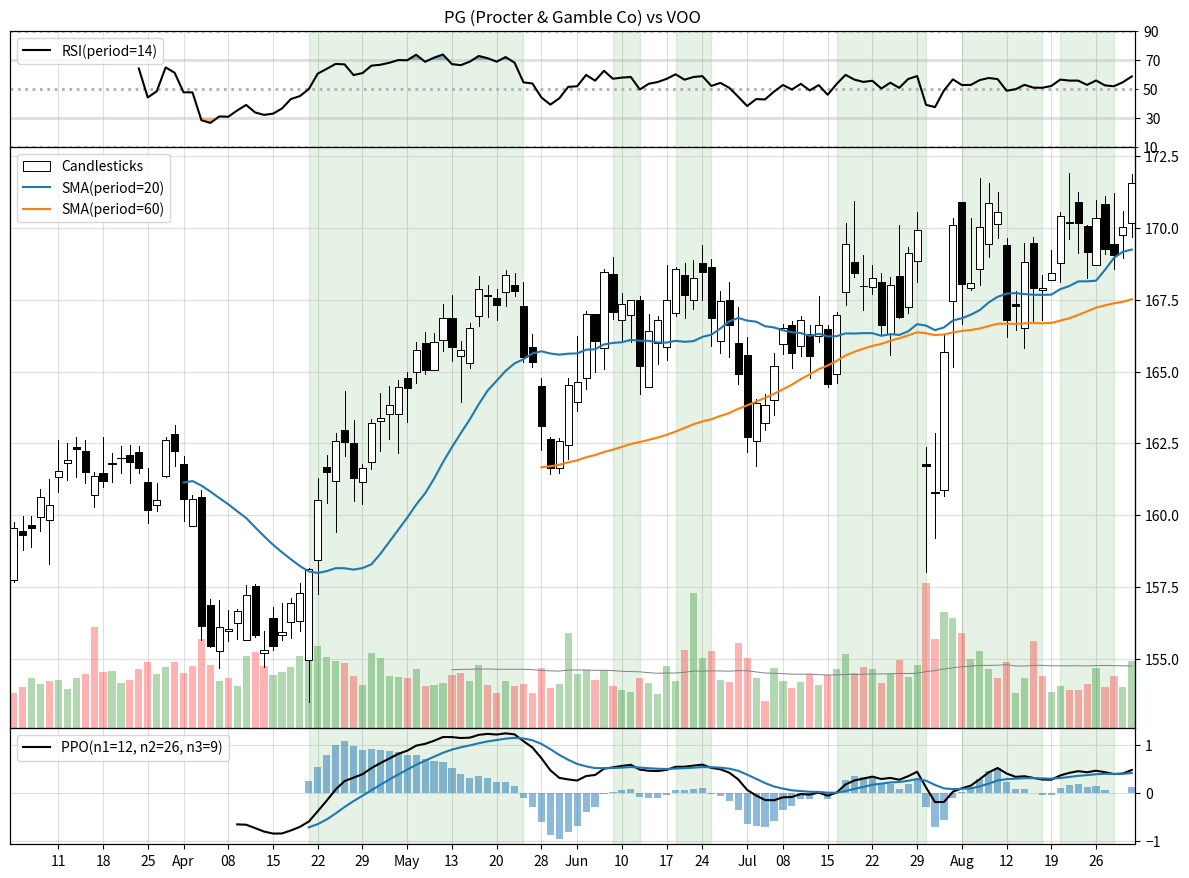 PG (Procter & Gamble Co) vs VOO
RSI(period=14)
90
70
50
30
10
Candlesticks
SMA(period=20)
SMA(period=60)
172.5
170.0
167.5
165.0
162.5
160.0
157.5
155.0
PPO(n1=12, n2=26, n3=9)
1
0
−1
11 18 25 Apr 08 15 22 29 May 13 20 28 Jun 10 17 24 Jul 08 15 22 29 Aug 12 19 26